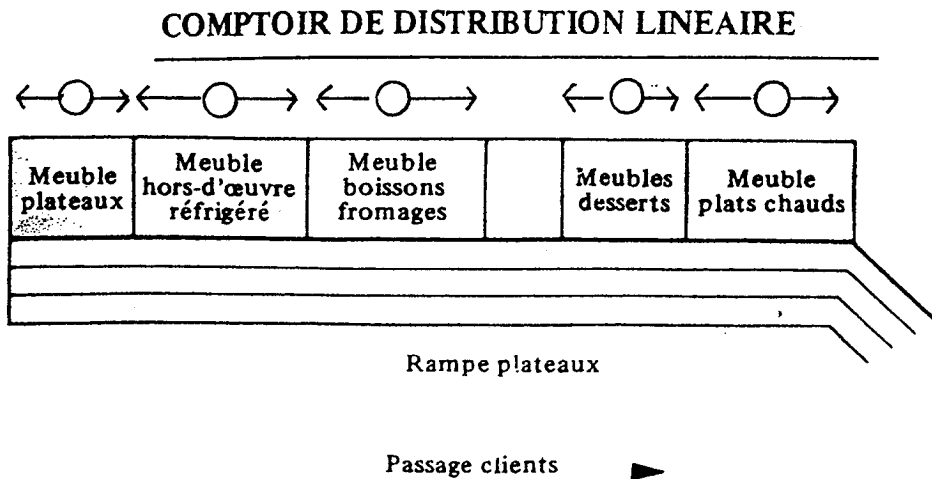 COMPTOIR DE DISTRIBUTION LINEAIRE
Meuble
plateaux
Meuble
hors-d'œuvre
réfrigéré
Meuble
boissons
fromages
Meubles
desserts
Meuble
plats chauds
Rampe plateaux
Passage clients